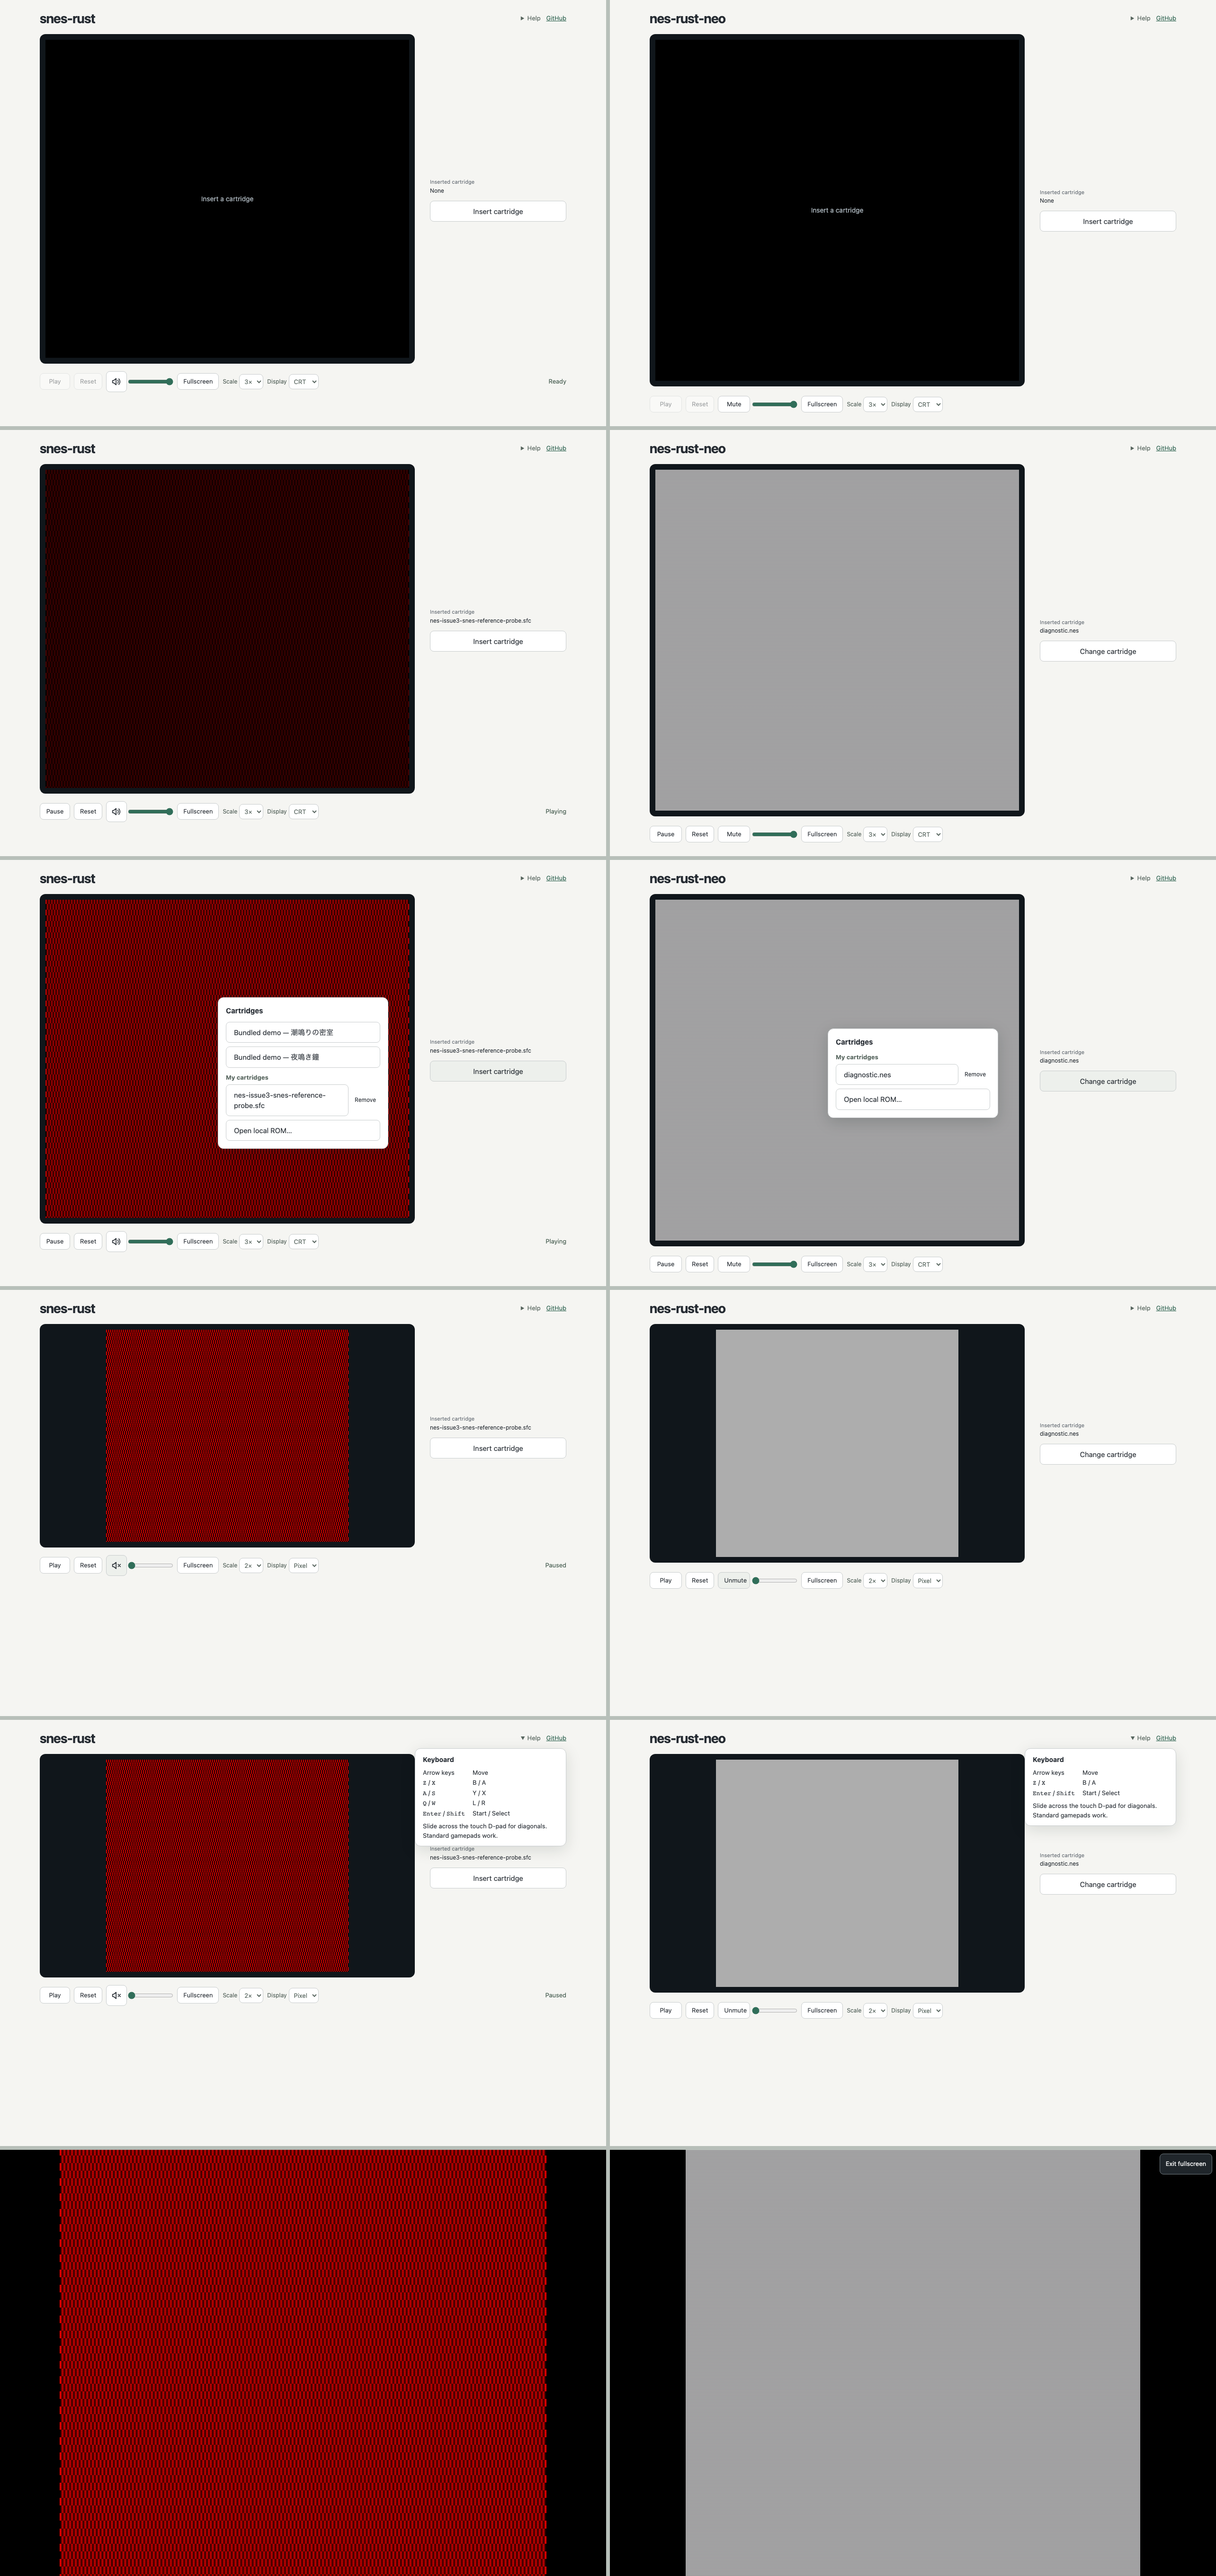 snes-rust
▶ Help GitHub
Insert a cartridge
Inserted cartridge
None
Insert cartridge
Play Reset Fullscreen Scale 3× Display CRT Ready
nes-rust-neo
▶ Help GitHub
Insert a cartridge
Inserted cartridge
None
Insert cartridge
Play Reset Mute Fullscreen Scale 3× Display CRT
snes-rust
▶ Help GitHub
Inserted cartridge
nes-issue3-snes-reference-probe.sfc
Insert cartridge
Pause Reset Fullscreen Scale 3× Display CRT Playing
nes-rust-neo
▶ Help GitHub
Inserted cartridge
diagnostic.nes
Change cartridge
Pause Reset Mute Fullscreen Scale 3× Display CRT
snes-rust
▶ Help GitHub
Cartridges
Bundled demo — 潮鳴りの密室
Bundled demo — 夜鳴き鐘
My cartridges
nes-issue3-snes-reference-
probe.sfc
Remove
Open local ROM...
Inserted cartridge
nes-issue3-snes-reference-probe.sfc
Insert cartridge
Pause Reset Fullscreen Scale 3× Display CRT Playing
nes-rust-neo
▶ Help GitHub
Cartridges
My cartridges
diagnostic.nes Remove
Open local ROM...
Inserted cartridge
diagnostic.nes
Change cartridge
Pause Reset Mute Fullscreen Scale 3× Display CRT
snes-rust
▶ Help GitHub
Inserted cartridge
nes-issue3-snes-reference-probe.sfc
Insert cartridge
Play Reset Fullscreen Scale 2× Display Pixel Paused
nes-rust-neo
▶ Help GitHub
Inserted cartridge
diagnostic.nes
Change cartridge
Play Reset Unmute Fullscreen Scale 2× Display Pixel
snes-rust
▼ Help GitHub
Keyboard
Arrow keys Move
Z / X B / A
A / S Y / X
Q / W L / R
Enter / Shift Start / Select
Slide across the touch D-pad for diagonals.
Standard gamepads work.
Inserted cartridge
nes-issue3-snes-reference-probe.sfc
Insert cartridge
Play Reset Fullscreen Scale 2× Display Pixel Paused
nes-rust-neo
▼ Help GitHub
Keyboard
Arrow keys Move
Z / X B / A
Enter / Shift Start / Select
Slide across the touch D-pad for diagonals.
Standard gamepads work.
Inserted cartridge
diagnostic.nes
Change cartridge
Play Reset Unmute Fullscreen Scale 2× Display Pixel
Exit fullscreen